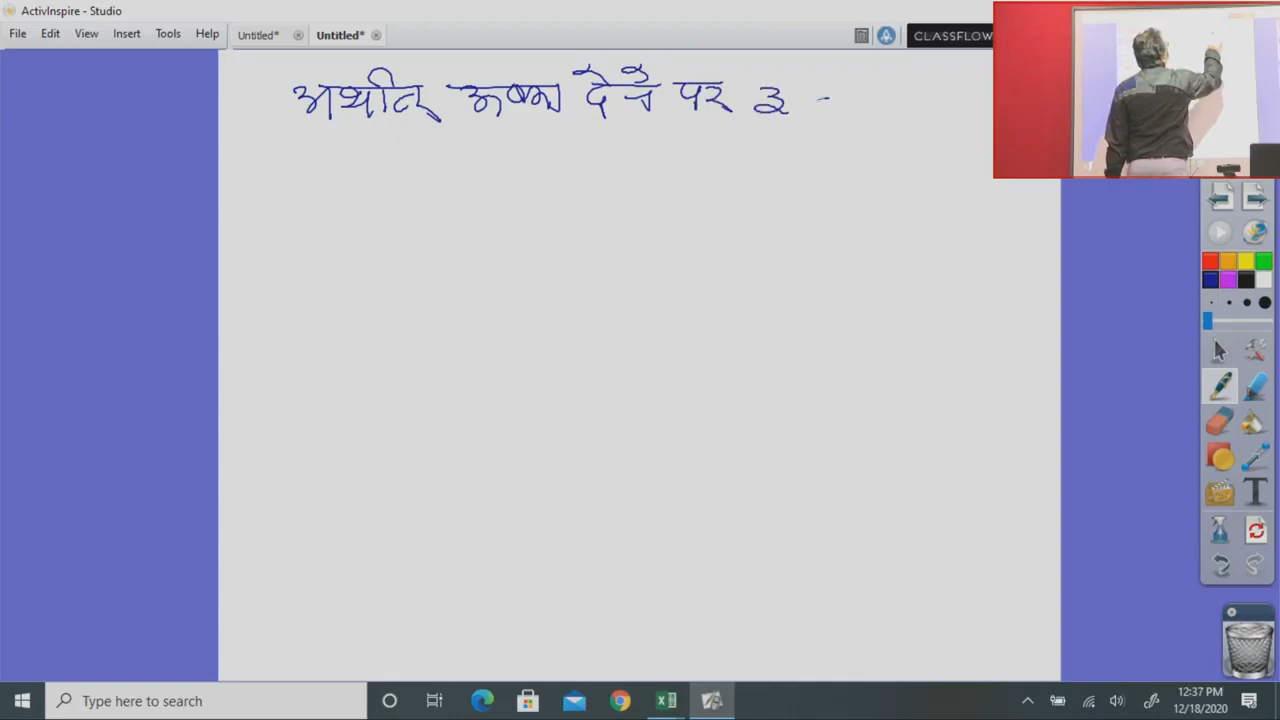 ActivInspire - Studio
File Edit View Insert Tools Help Untitled* Untitled* CLASSFLOW
अर्थात् ऊष्मा देने पर
Type here to search
12:37 PM
12/18/2020